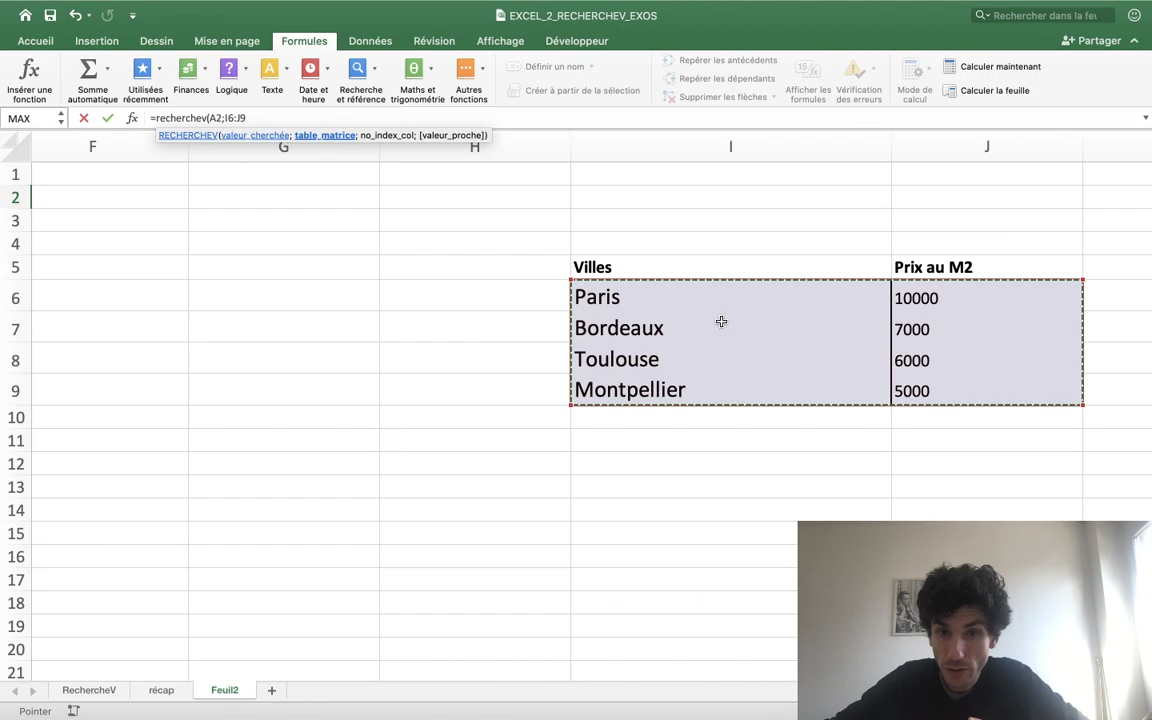 EXCEL_2_RECHERCHEV_EXOS
Rechercher dans la feu
Accueil Insertion Dessin Mise en page Formules Données Révision Affichage Développeur Partager
fx Insérer une fonction
Somme automatique
Utilisées récemment
Finances
Logique
Texte
Date et heure
Recherche et référence
Maths et trigonométrie
Autres fonctions
Définir un nom
Créer à partir de la sélection
Repérer les antécédents
Repérer les dépendants
Supprimer les flèches
Afficher les formules
Vérification des erreurs
Mode de calcul
Calculer maintenant
Calculer la feuille
MAX fx =recherchev(A2;I6:J9
RECHERCHEV(valeur_cherchée; table_matrice; no_index_col; [valeur_proche])
F G H I J
1
2
3
4
5 Villes Prix au M2
6 Paris 10000
7 Bordeaux 7000
8 Toulouse 6000
9 Montpellier 5000
10
11
12
13
14
15
16
17
18
19
20
21
RechercheV récap Feuil2 +
Pointer